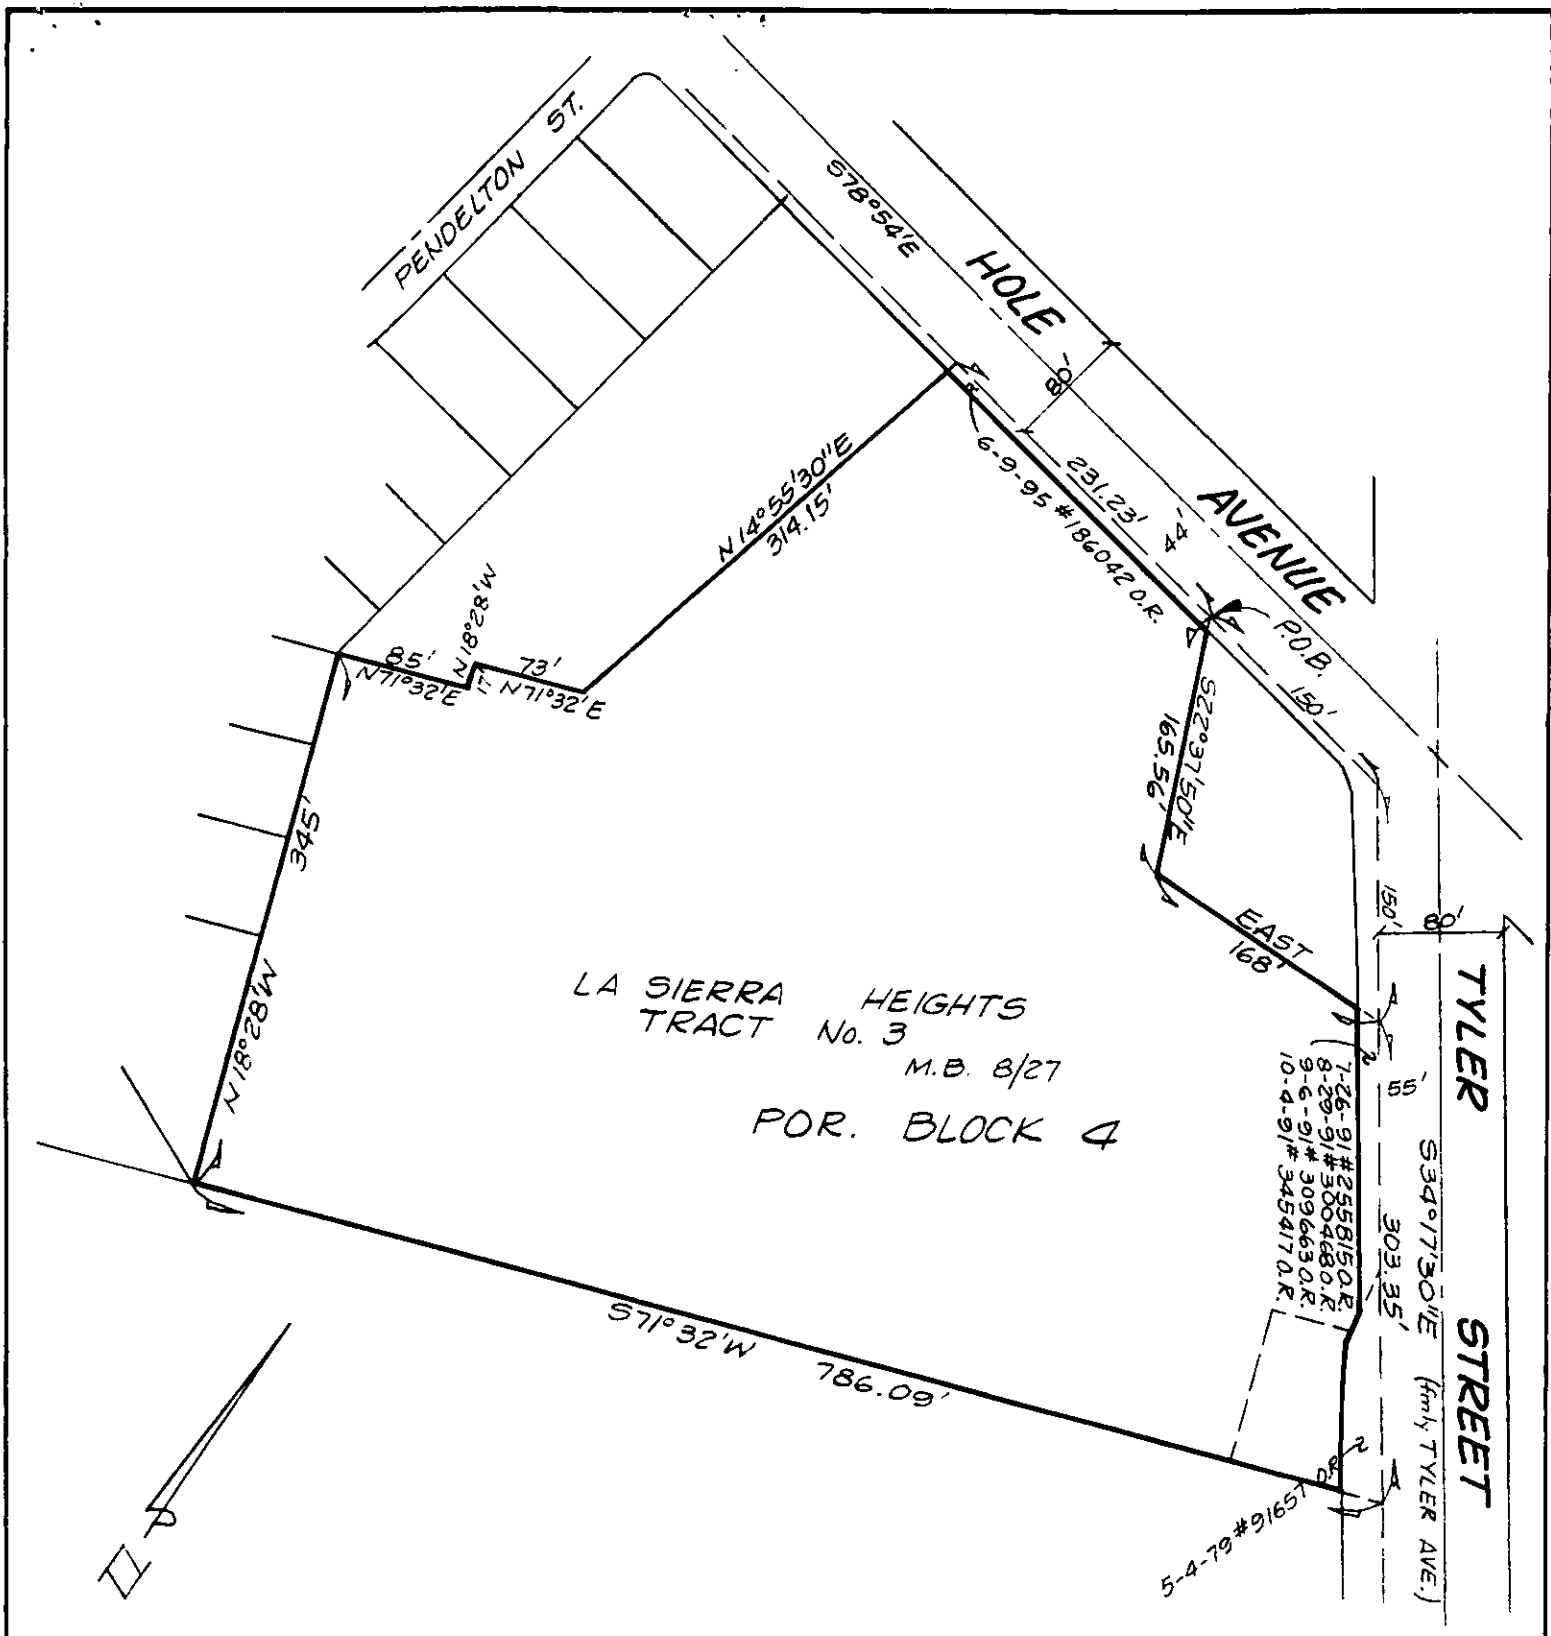 PENDELTON ST.
S78°54'E
HOLE AVENUE
80'
6-9-95 #186042 O.R.
231.23'
44'
P.O.B.
150'
N14°55'30"E
314.15'
85'
N71°32'E
N18°28'W
17'
73'
N71°32'E
S22°37'50"E
165.56'
345'
N18°28'W
EAST
168'
150'
80'
LA SIERRA HEIGHTS
TRACT No. 3
M.B. 8/27
POR. BLOCK 4
TYLER STREET
55'
7-26-91 #255815 O.R.
8-29-91 #300468 O.R.
9-6-91 # 309663 O.R.
10-4-91 # 345417 O.R.
303.35'
S34°17'30"E (fmly TYLER AVE.)
S71°32'W 786.09'
5-4-79 #91657 O.R.